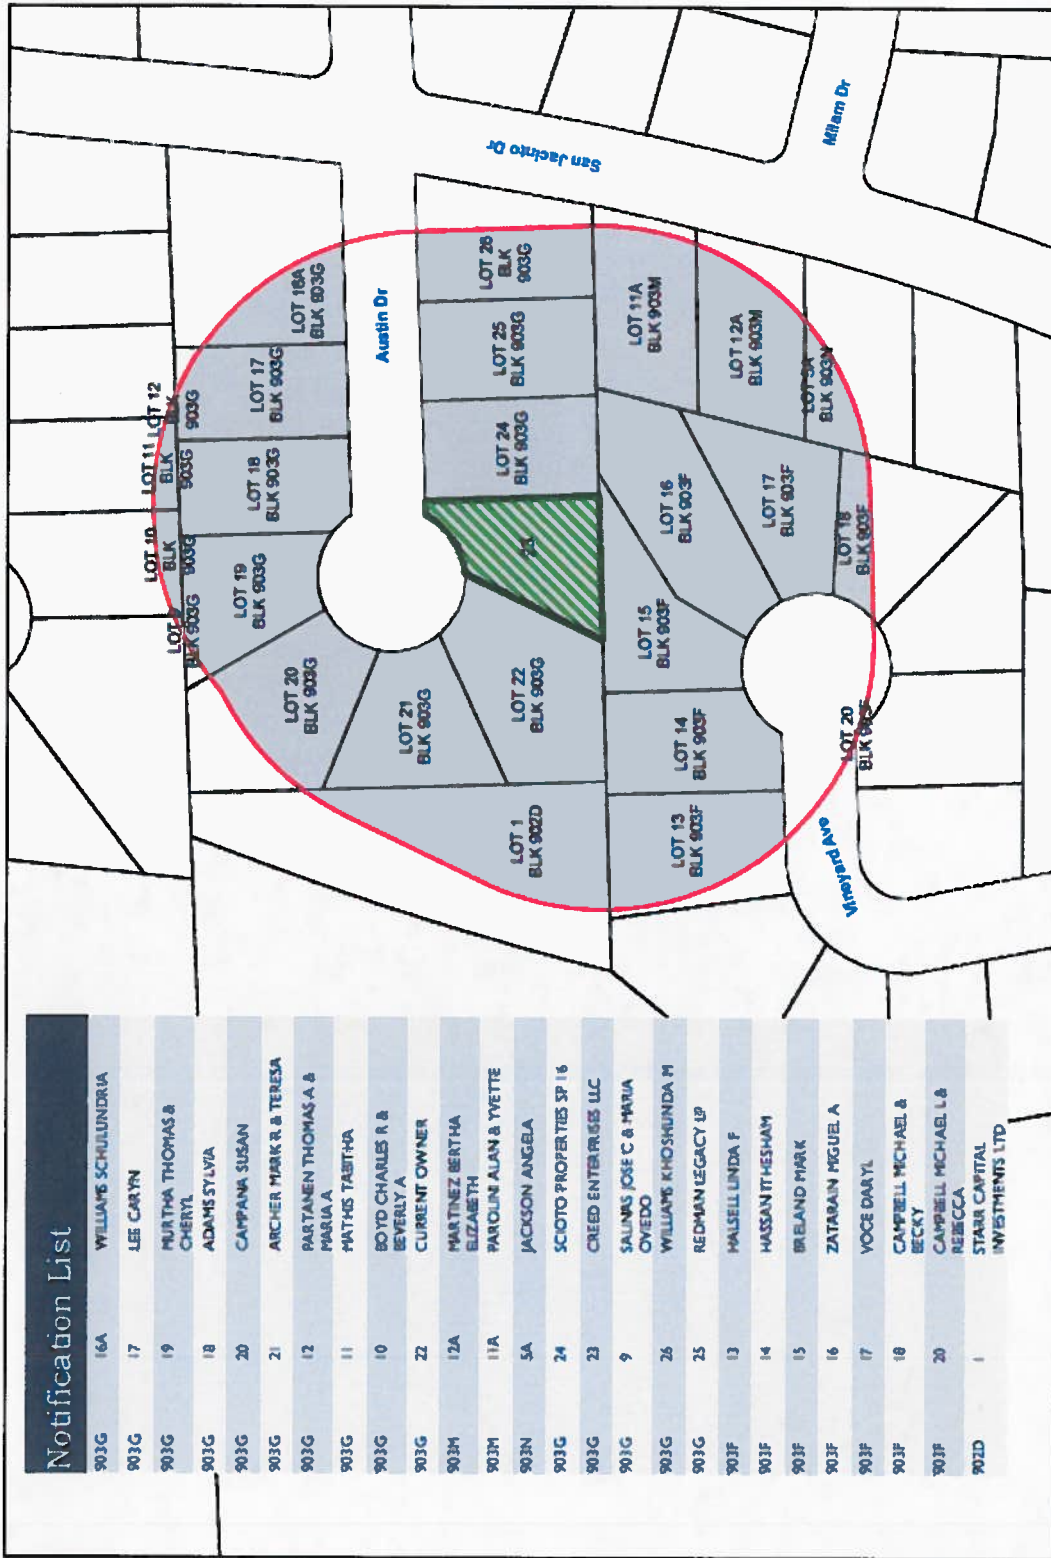 Notification List
903G 16A WILLIAMS SCHULUNDRIA
903G 17 LEE CARYN
903G 19 MURTHA THOMAS &
CHERYL
903G 18 ADAMS SYLVIA
903G 20 CAMPANA SUSAN
903G 21 ARCHER MARK R & TERESA
903G 12 PARTANEN THOMAS A &
MARIA A
903G 11 MATHIS TABITHA
903G 10 BOYD CHARLES R &
BEVERLY A
903G 22 CURRENT OWNER
903M 12A MARTINEZ BERTHA
ELIZABETH
903M 11A PAROLINI ALAN & YVETTE
903N 5A JACKSON ANGELA
903G 24 SCIOTO PROPERTIES SP 16
903G 23 CREED ENTERPRISES LLC
903G 9 SALINAS JOSE C & MARIA
OVIEDO
903G 26 WILLIAMS KHOSHUNDA M
903G 25 REDMAN LEGACY LP
903F 13 HALSELL LINDA F
903F 14 HASSAN ITHESHAM
903F 15 BRELAND MARK
903F 16 ZATARAIN MIGUEL A
903F 17 VOCE DARYL
903F 18 CAMPBELL MICHAEL &
BECKY
903F 20 CAMPBELL MICHAEL L &
REBECCA
902D 1 STARR CAPITAL
INVESTMENTS LTD
LOT 9
BLK 903G
LOT 10
BLK
903G
LOT 11
BLK
903G
LOT 12
BLK
903G
LOT 20
BLK 903G
LOT 19
BLK 903G
LOT 18
BLK 903G
LOT 17
BLK 903G
LOT 16A
BLK 903G
Austin Dr
San Jacinto Dr
LOT 21
BLK 903G
LOT 22
BLK 903G
23
LOT 24
BLK 903G
LOT 25
BLK 903G
LOT 26
BLK
903G
LOT 1
BLK 902D
LOT 13
BLK 903F
LOT 14
BLK 903F
LOT 15
BLK 903F
LOT 16
BLK 903F
LOT 11A
BLK 903M
LOT 17
BLK 903F
LOT 12A
BLK 903M
LOT 5A
BLK 903N
LOT 18
BLK 903F
LOT 20
BLK 903F
Vineyard Ave
Milam Dr